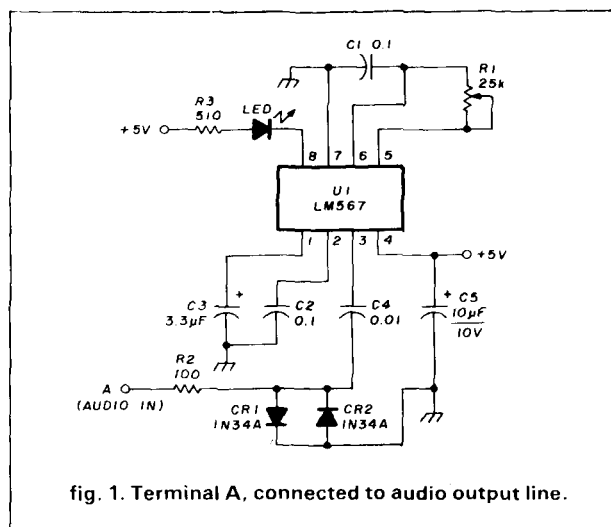 C1 0.1
R1
25k
R3
510
LED
+5V
8 7 6 5
U1
LM567
1 2 3 4
+5V
C3
3.3µF
+
C2
0.1
C4
0.01
+
C5
10µF
10V
R2
100
A
(AUDIO IN)
CR1
1N34A
CR2
1N34A
fig. 1. Terminal A, connected to audio output line.